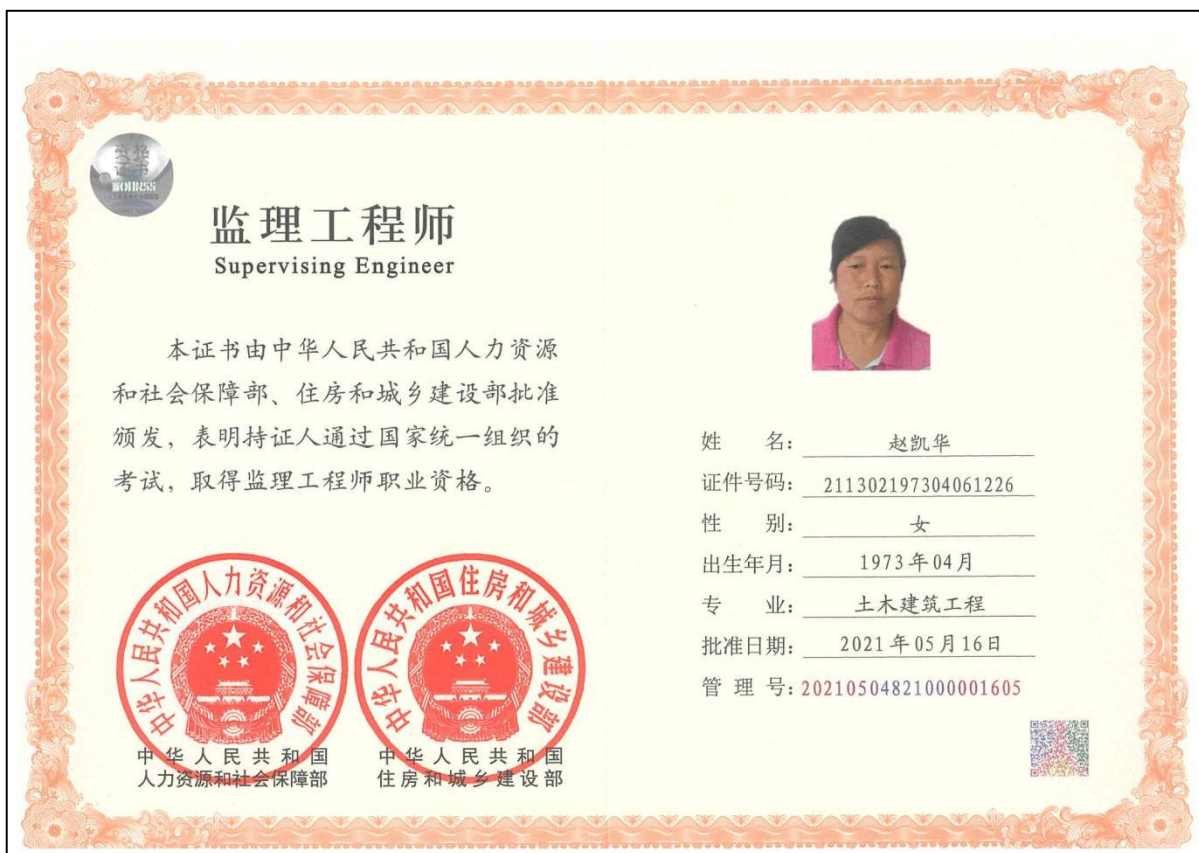 资格
证书
MOHRSS
监理工程师
Supervising Engineer
本证书由中华人民共和国人力资源
和社会保障部、住房和城乡建设部批准
颁发，表明持证人通过国家统一组织的
考试，取得监理工程师职业资格。
中华人民共和国人力资源和社会保障部
中华人民共和国住房和城乡建设部
中华人民共和国
人力资源和社会保障部
中华人民共和国
住房和城乡建设部
姓 名： 赵凯华
证件号码： 211302197304061226
性 别： 女
出生年月： 1973年04月
专 业： 土木建筑工程
批准日期： 2021年05月16日
管 理 号：20210504821000001605